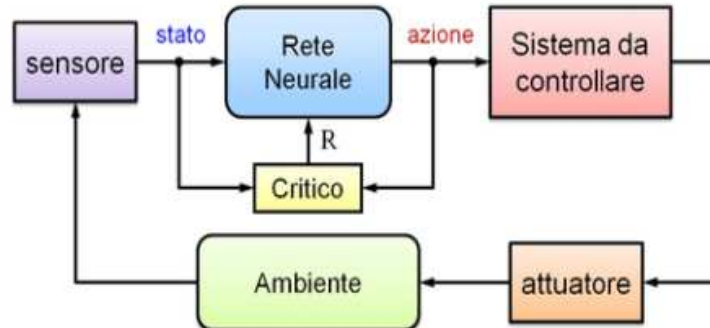 stato
azione
sensore
Rete
Neurale
Sistema da
controllare
R
Critico
Ambiente
attuatore